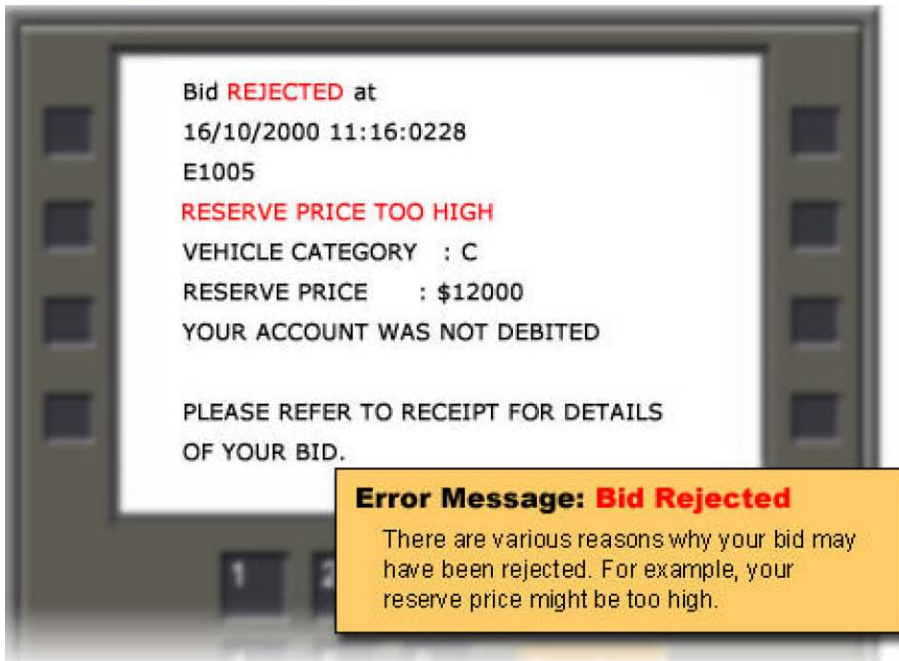 Bid REJECTED at
16/10/2000 11:16:0228
E1005
RESERVE PRICE TOO HIGH
VEHICLE CATEGORY : C
RESERVE PRICE : $12000
YOUR ACCOUNT WAS NOT DEBITED
PLEASE REFER TO RECEIPT FOR DETAILS
OF YOUR BID.
Error Message: Bid Rejected
There are various reasons why your bid may
have been rejected. For example, your
reserve price might be too high.
1 2